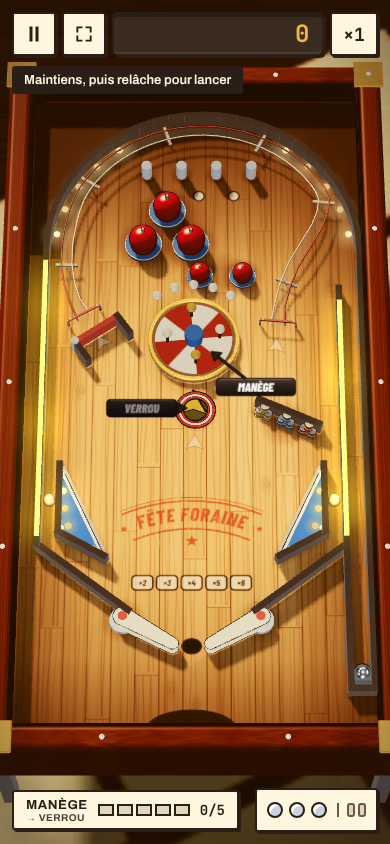 0
×1
Maintiens, puis relâche pour lancer
MANÈGE
VERROU
FÊTE FORAINE
×2 ×3 ×4 ×5 ×8
MANÈGE
→ VERROU
0/5